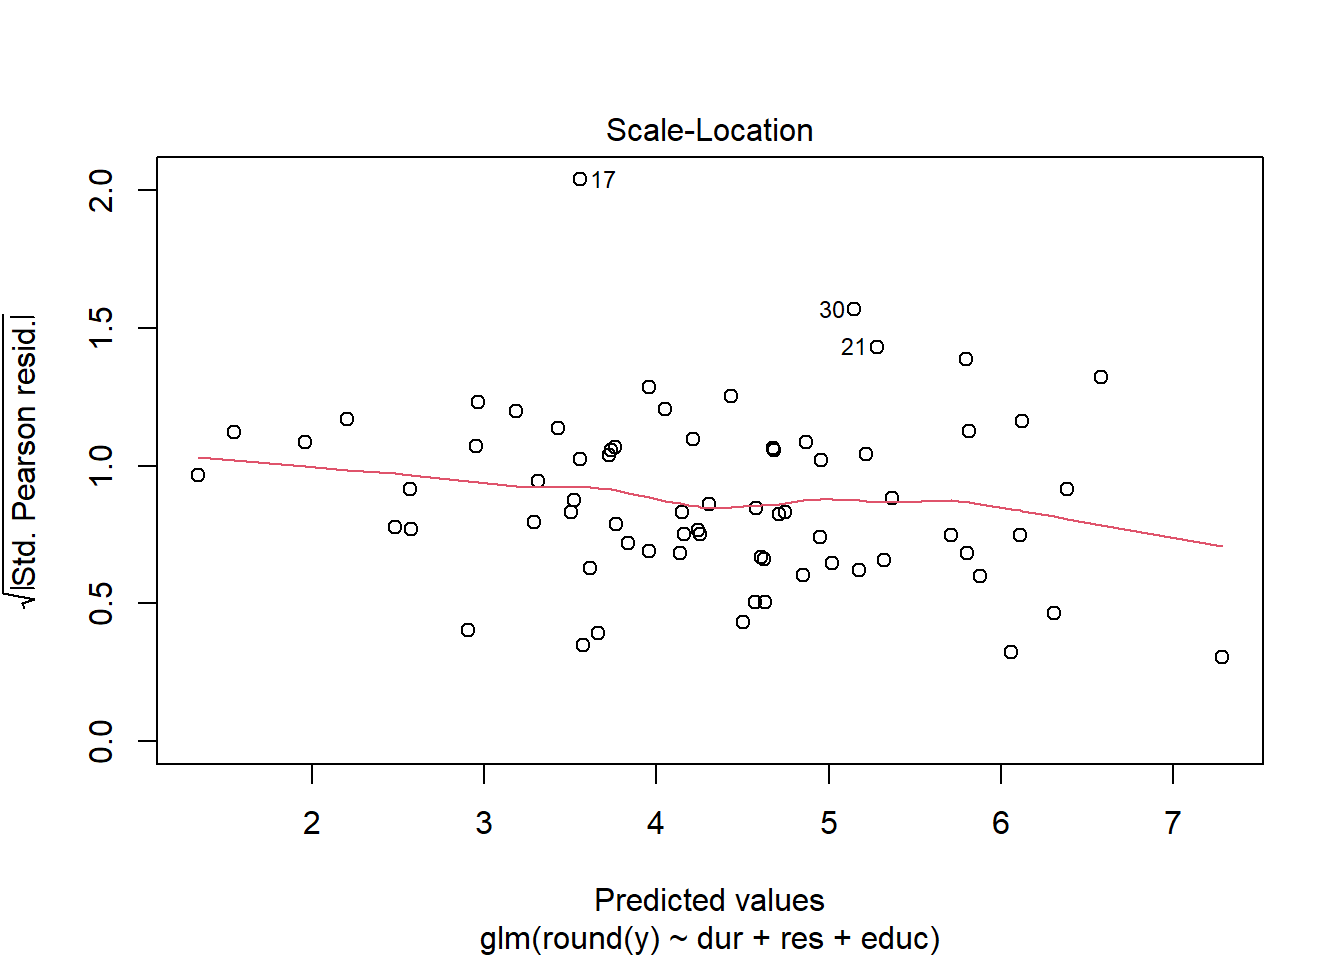 Scale-Location
√|Std. Pearson resid.|
2.0
1.5
1.0
0.5
0.0
17
30
21
2 3 4 5 6 7
Predicted values
glm(round(y) ~ dur + res + educ)